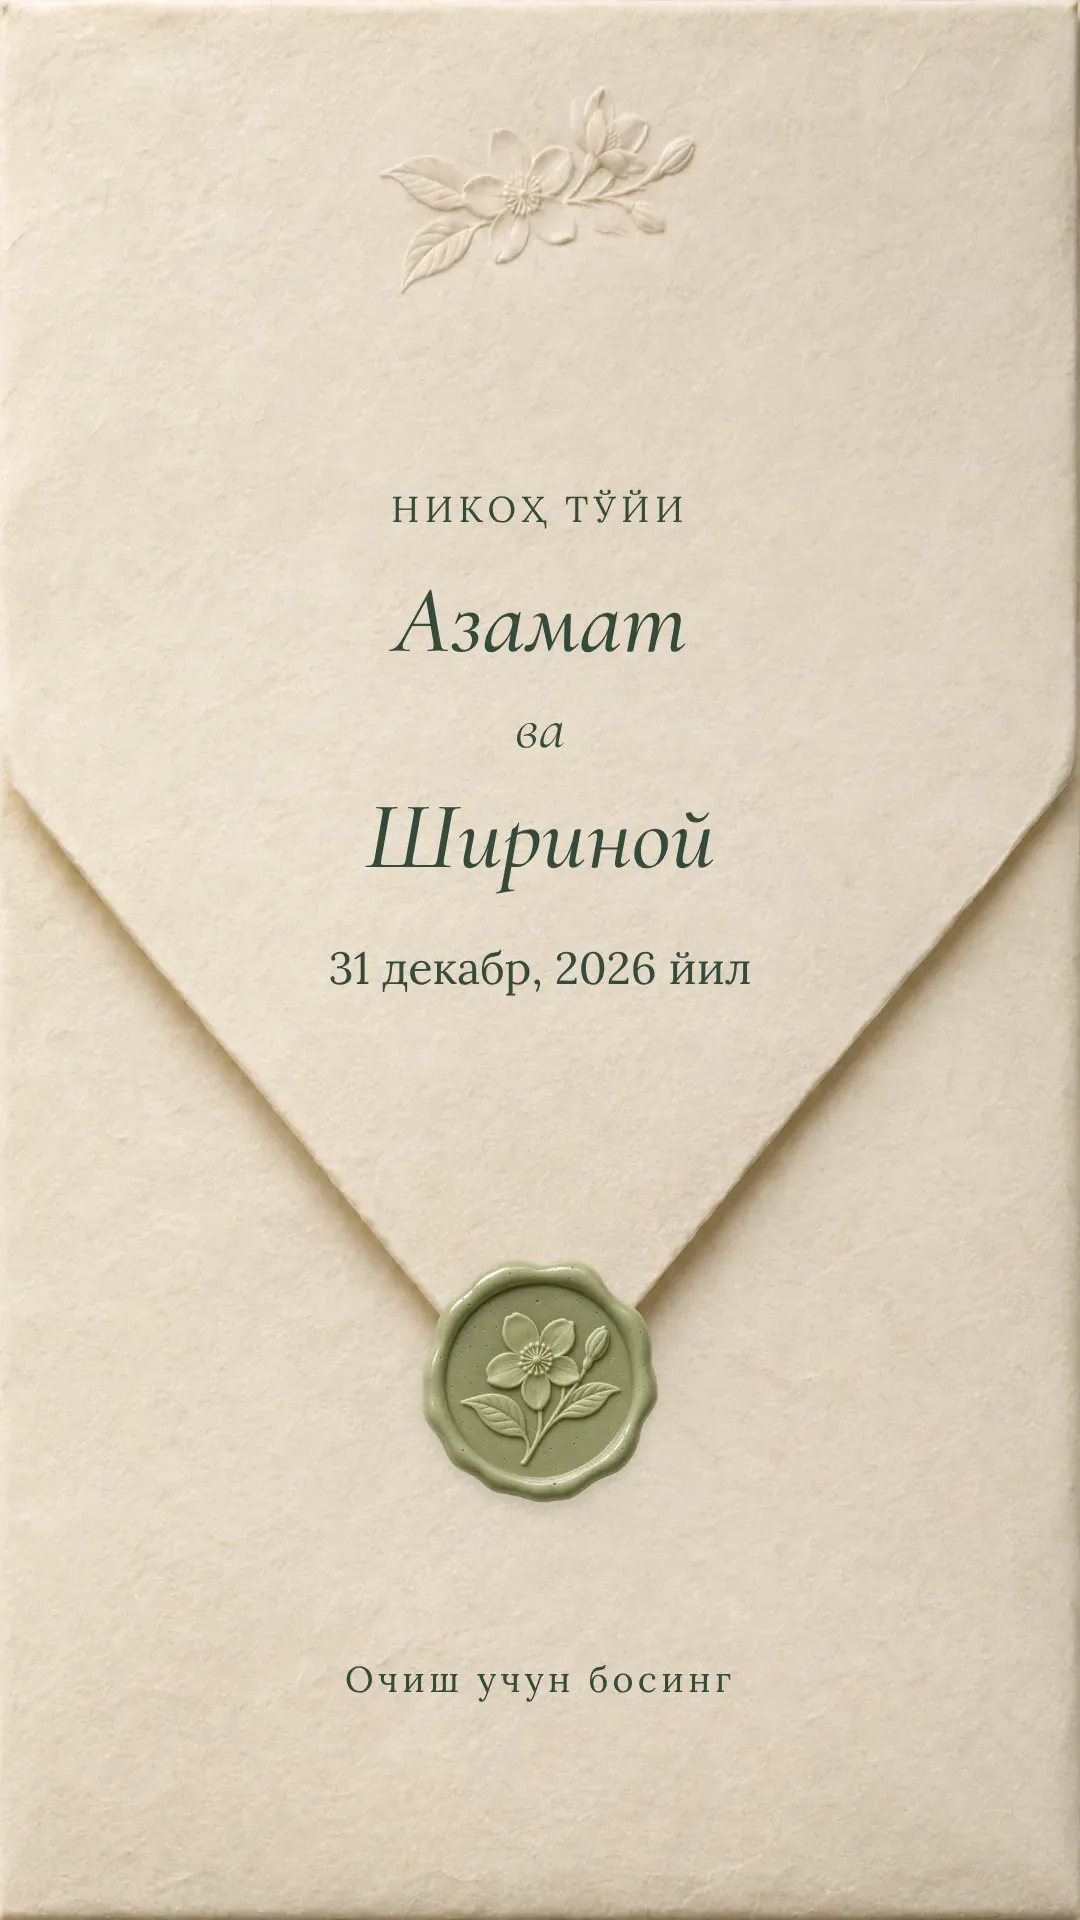 НИКОҲ ТЎЙИ
Азамат
ва
Шириной
31 декабр, 2026 йил
Очиш учун босинг